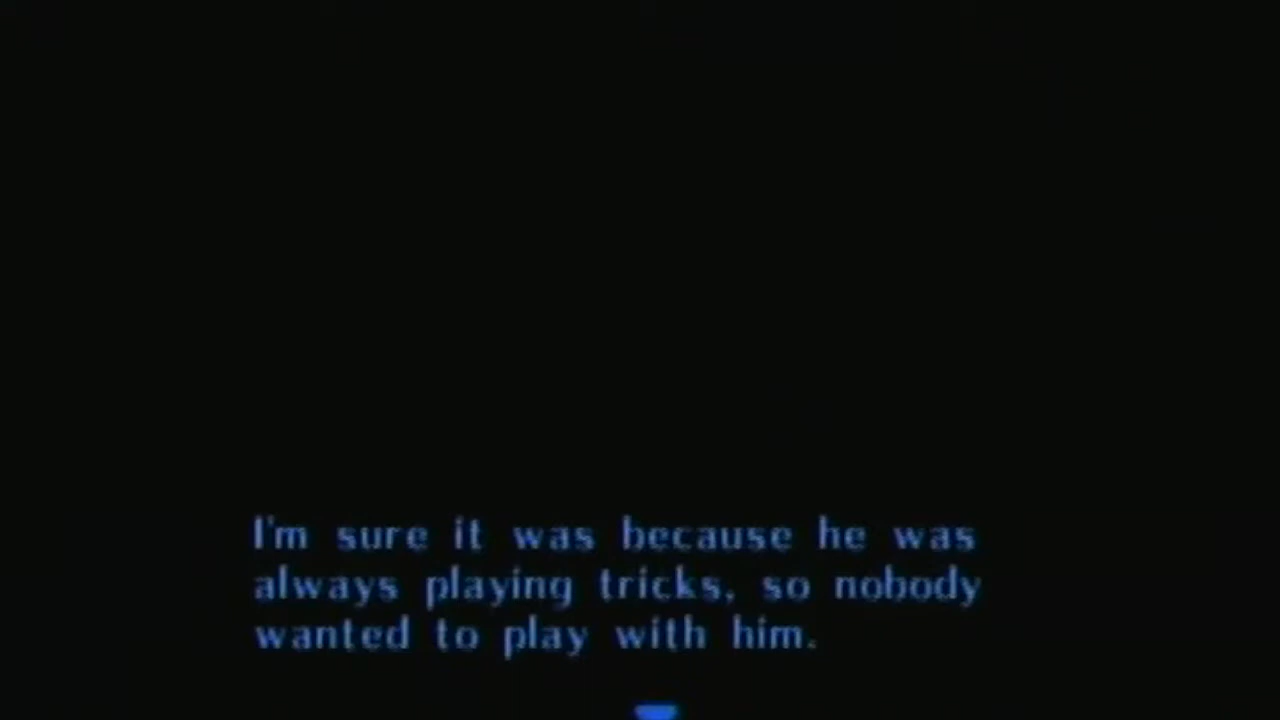 I'm sure it was because he was
always playing tricks, so nobody
wanted to play with him.